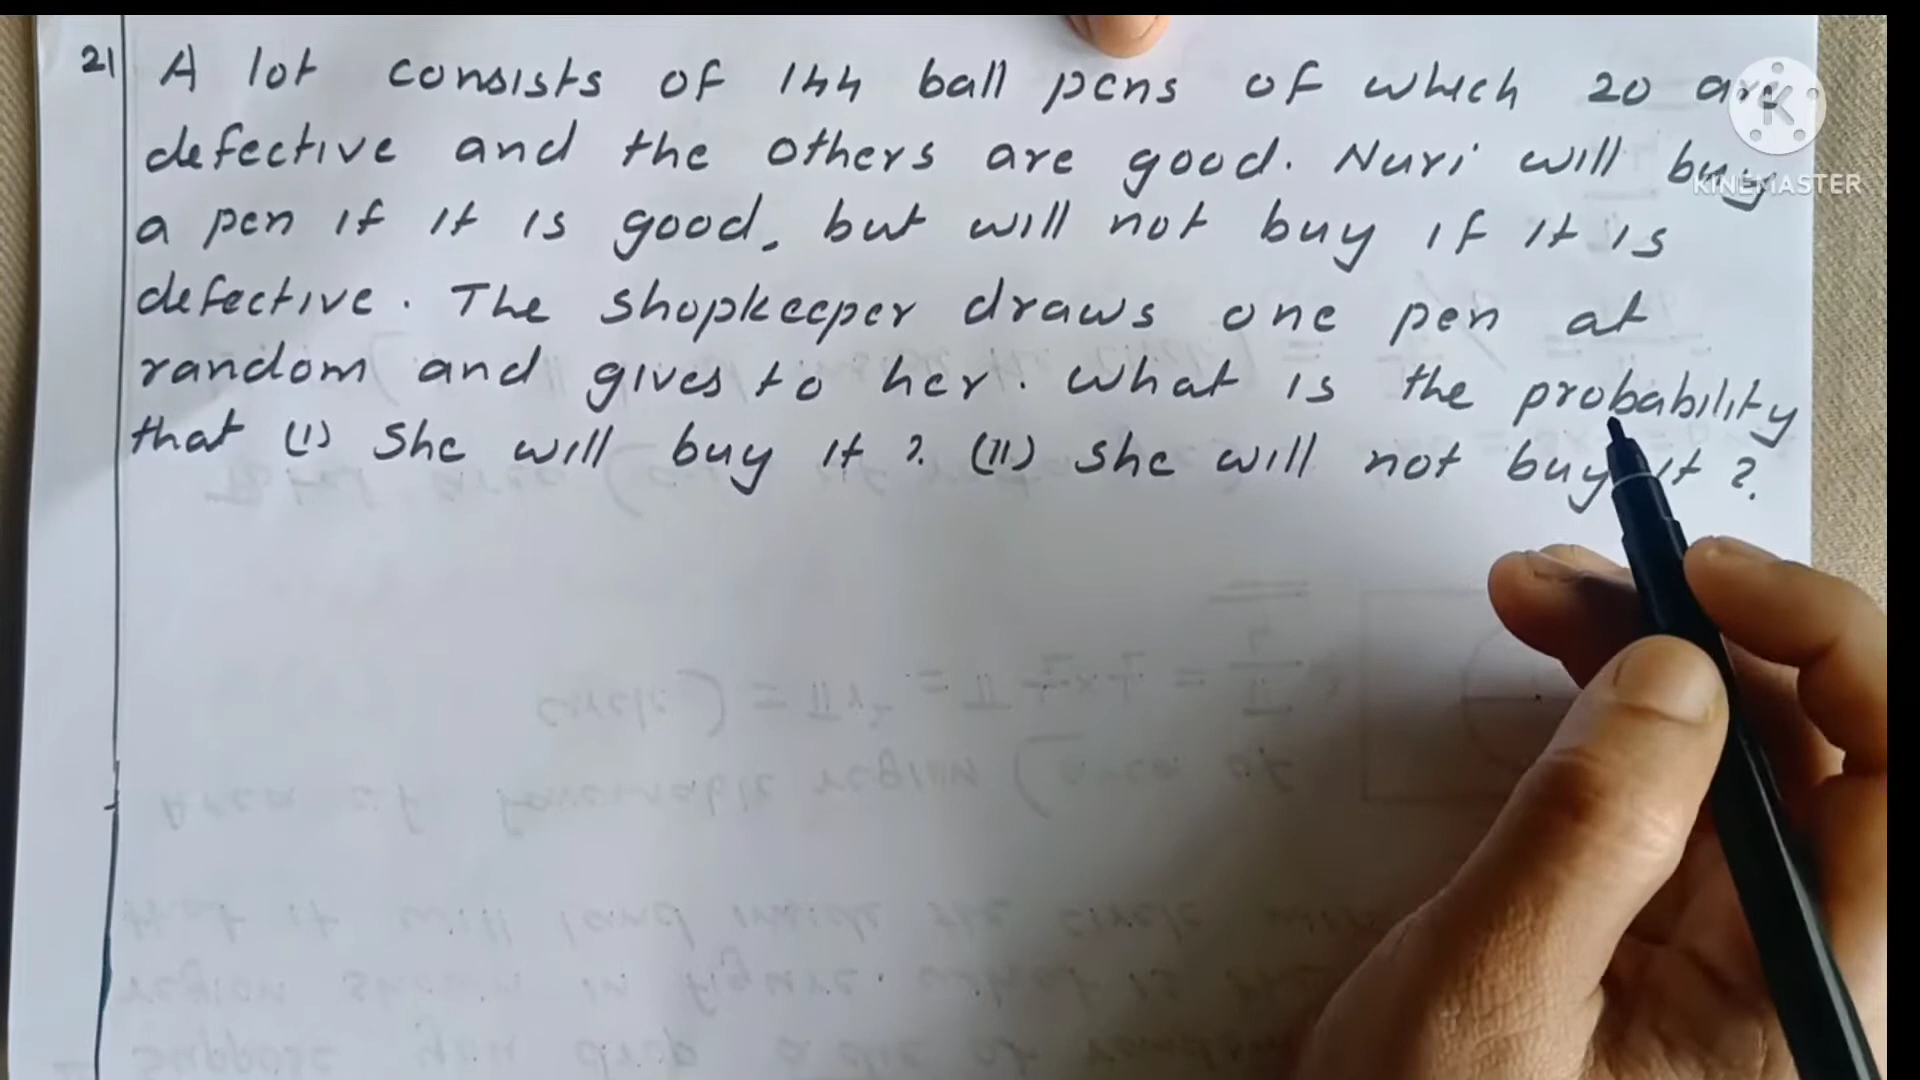 21 A lot consists of 144 ball pens of which 20 are
defective and the others are good. Nuri will buy
a pen if it is good, but will not buy if it is
defective. The shopkeeper draws one pen at
random and gives to her. What is the probability
that (i) She will buy it ? (ii) she will not buy it ?
K
KINEMASTER